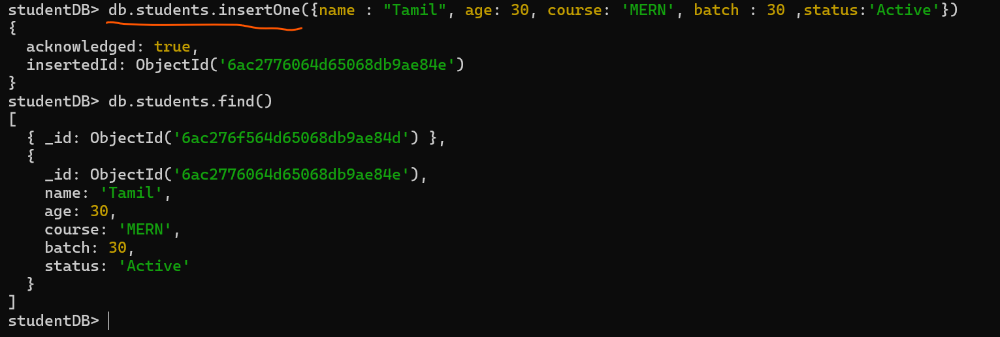 studentDB> db.students.insertOne({name : "Tamil", age: 30, course: 'MERN', batch : 30 ,status:'Active'})
{
  acknowledged: true,
  insertedId: ObjectId('6ac2776064d65068db9ae84e')
}
studentDB> db.students.find()
[
  { _id: ObjectId('6ac276f564d65068db9ae84d') },
  {
    _id: ObjectId('6ac2776064d65068db9ae84e'),
    name: 'Tamil',
    age: 30,
    course: 'MERN',
    batch: 30,
    status: 'Active'
  }
]
studentDB>